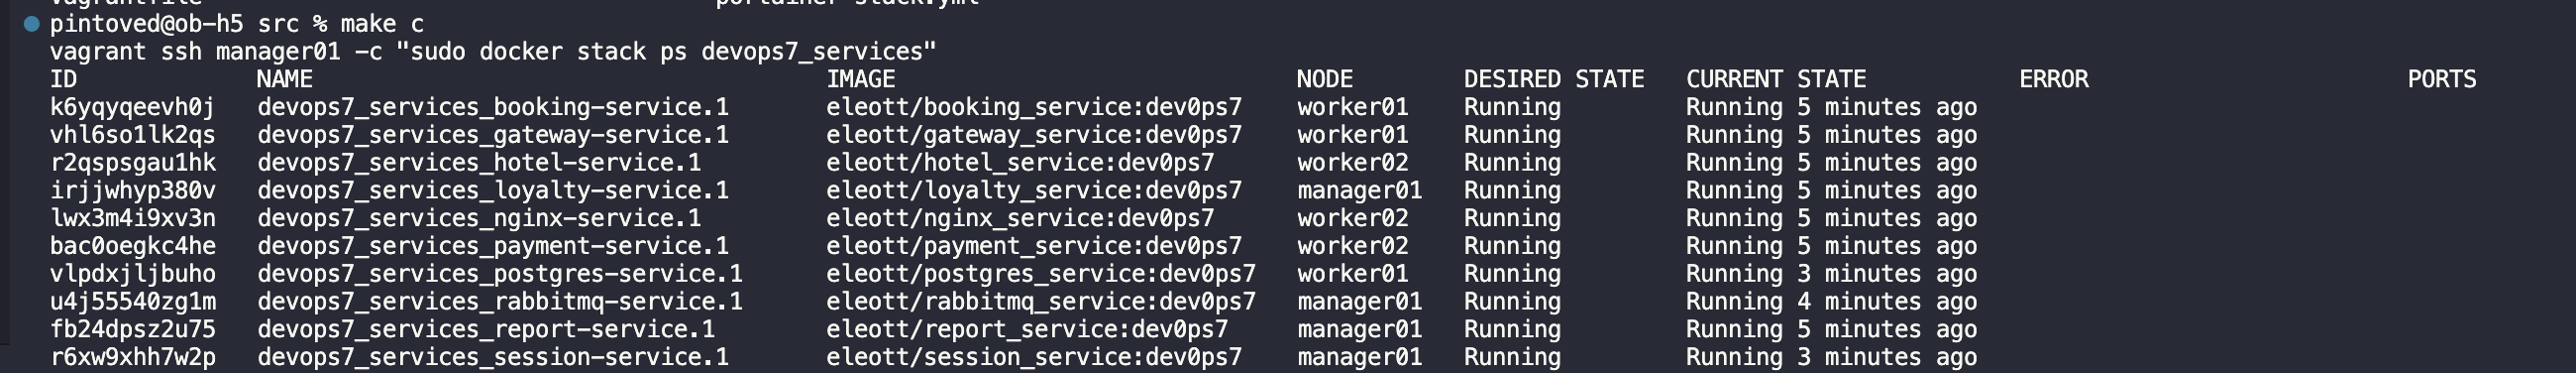 vagrantfile portainer-stack.yml
pintoved@ob-h5 src % make c
vagrant ssh manager01 -c "sudo docker stack ps devops7_services"
ID NAME IMAGE NODE DESIRED STATE CURRENT STATE ERROR PORTS
k6yqyqeevh0j devops7_services_booking-service.1 eleott/booking_service:dev0ps7 worker01 Running Running 5 minutes ago
vhl6so1lk2qs devops7_services_gateway-service.1 eleott/gateway_service:dev0ps7 worker01 Running Running 5 minutes ago
r2qspsgau1hk devops7_services_hotel-service.1 eleott/hotel_service:dev0ps7 worker02 Running Running 5 minutes ago
irjjwhyp380v devops7_services_loyalty-service.1 eleott/loyalty_service:dev0ps7 manager01 Running Running 5 minutes ago
lwx3m4i9xv3n devops7_services_nginx-service.1 eleott/nginx_service:dev0ps7 worker02 Running Running 5 minutes ago
bac0oegkc4he devops7_services_payment-service.1 eleott/payment_service:dev0ps7 worker02 Running Running 5 minutes ago
vlpdxjljbuho devops7_services_postgres-service.1 eleott/postgres_service:dev0ps7 worker01 Running Running 3 minutes ago
u4j55540zg1m devops7_services_rabbitmq-service.1 eleott/rabbitmq_service:dev0ps7 manager01 Running Running 4 minutes ago
fb24dpsz2u75 devops7_services_report-service.1 eleott/report_service:dev0ps7 manager01 Running Running 5 minutes ago
r6xw9xhh7w2p devops7_services_session-service.1 eleott/session_service:dev0ps7 manager01 Running Running 3 minutes ago